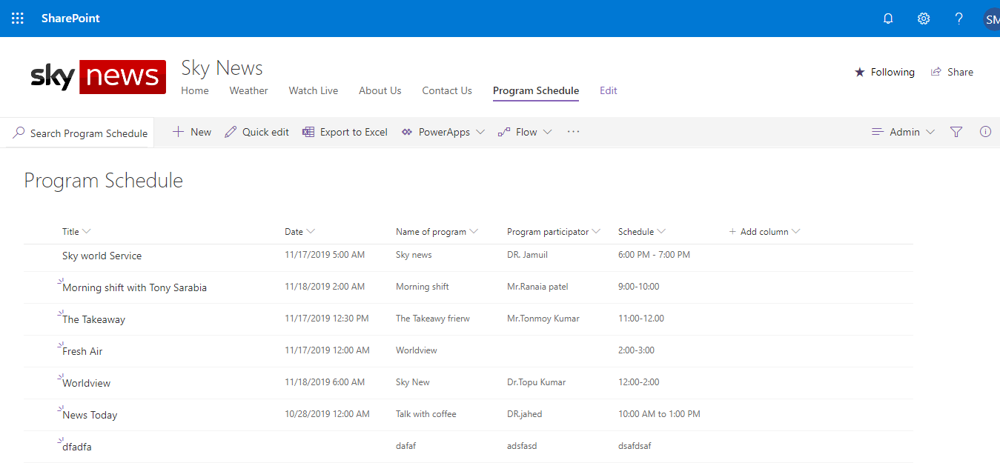 SharePoint
SM
sky news
Sky News
Home Weather Watch Live About Us Contact Us Program Schedule Edit
Following Share
Search Program Schedule New Quick edit Export to Excel PowerApps Flow ... Admin
Program Schedule
Title Date Name of program Program participator Schedule + Add column
Sky world Service 11/17/2019 5:00 AM Sky news DR. Jamuil 6:00 PM - 7:00 PM
Morning shift with Tony Sarabia 11/18/2019 2:00 AM Morning shift Mr.Ranaia patel 9:00-10:00
The Takeaway 11/17/2019 12:30 PM The Takeawy frierw Mr.Tonmoy Kumar 11:00-12.00
Fresh Air 11/17/2019 12:00 AM Worldview 2:00-3:00
Worldview 11/18/2019 6:00 AM Sky New Dr.Topu Kumar 12:00-2:00
News Today 10/28/2019 12:00 AM Talk with coffee DR.jahed 10:00 AM to 1:00 PM
dfadfa dafaf adsfasd dsafdsaf